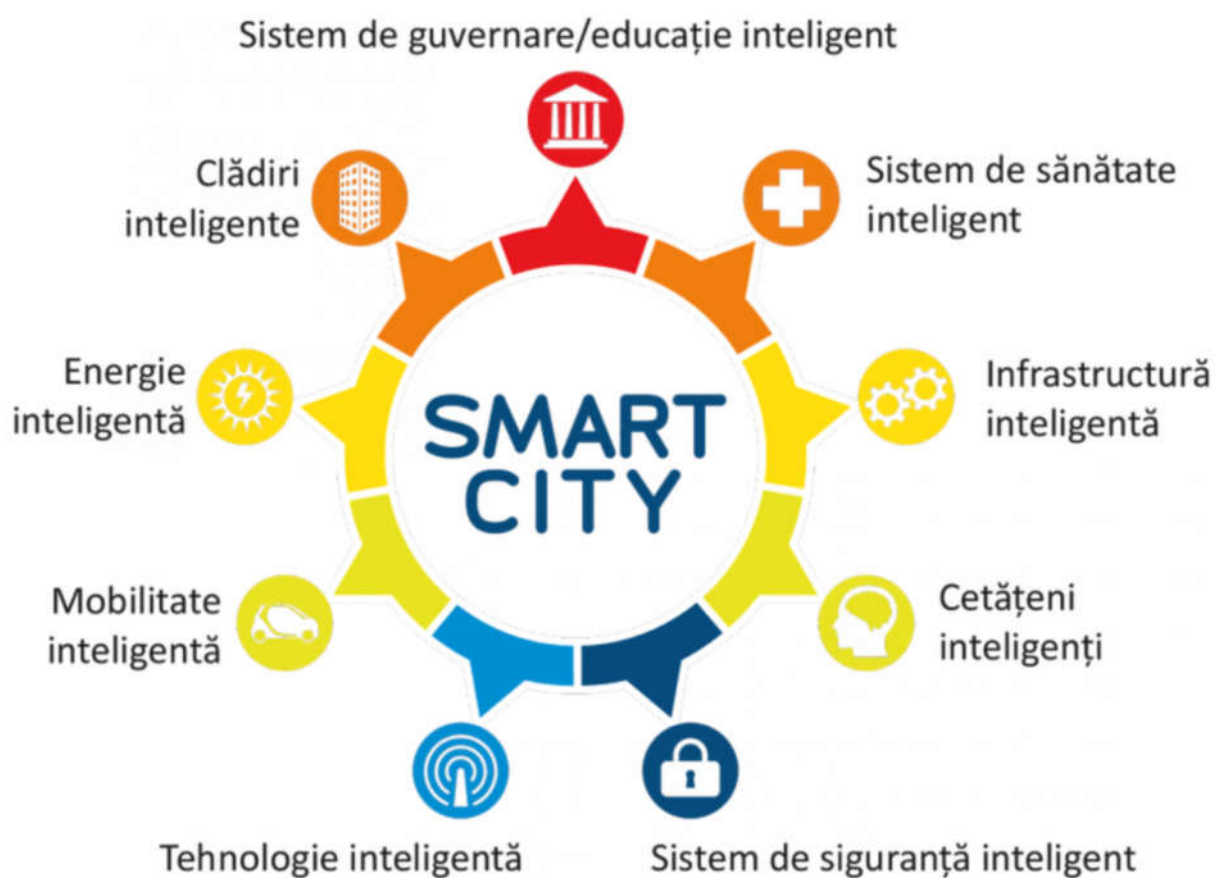 Sistem de guvernare/educație inteligent
Clădiri
inteligente
Sistem de sănătate
inteligent
Energie
inteligentă
Infrastructură
inteligentă
SMART
CITY
Mobilitate
inteligentă
Cetățeni
inteligenți
Tehnologie inteligentă
Sistem de siguranță inteligent